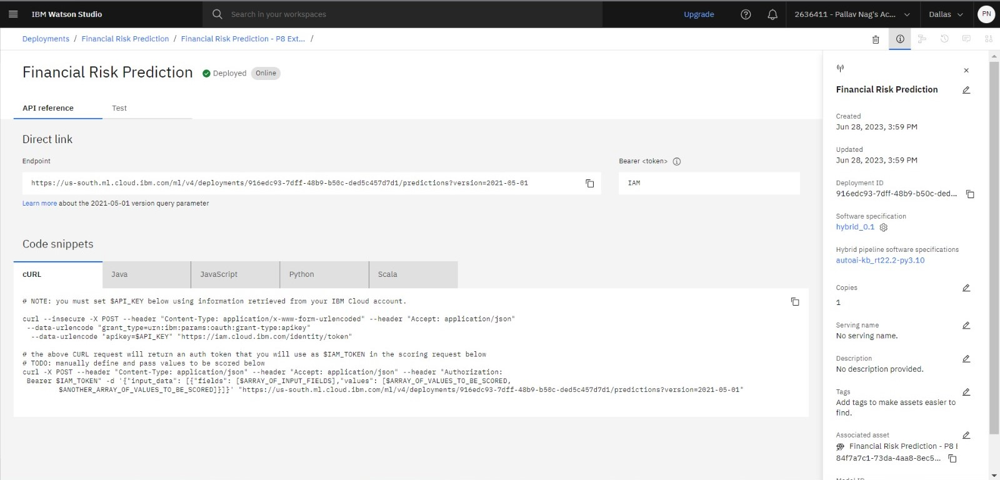 IBM Watson Studio
Search in your workspaces
Upgrade
2636411 - Pallav Nag's Ac...
Dallas
PN
Deployments / Financial Risk Prediction / Financial Risk Prediction - P8 Ext... /
Financial Risk Prediction
Deployed
Online
API reference
Test
Direct link
Endpoint
https://us-south.ml.cloud.ibm.com/ml/v4/deployments/916edc93-7dff-48b9-b50c-ded5c457d7d1/predictions?version=2021-05-01
Bearer <token>
IAM
Learn more about the 2021-05-01 version query parameter
Code snippets
cURL
Java
JavaScript
Python
Scala
# NOTE: you must set $API_KEY below using information retrieved from your IBM Cloud account.
curl --insecure -X POST --header "Content-Type: application/x-www-form-urlencoded" --header "Accept: application/json"
--data-urlencode "grant_type=urn:ibm:params:oauth:grant-type:apikey"
--data-urlencode "apikey=$API_KEY" "https://iam.cloud.ibm.com/identity/token"
# the above CURL request will return an auth token that you will use as $IAM_TOKEN in the scoring request below
# TODO: manually define and pass values to be scored below
curl -X POST --header "Content-Type: application/json" --header "Accept: application/json" --header "Authorization:
Bearer $IAM_TOKEN" -d '{"input_data": [{"fields": [$ARRAY_OF_INPUT_FIELDS],"values": [$ARRAY_OF_VALUES_TO_BE_SCORED,
$ANOTHER_ARRAY_OF_VALUES_TO_BE_SCORED]}]}' "https://us-south.ml.cloud.ibm.com/ml/v4/deployments/916edc93-7dff-48b9-b50c-ded5c457d7d1/predictions?version=2021-05-01"
Financial Risk Prediction
Created
Jun 28, 2023, 3:59 PM
Updated
Jun 28, 2023, 3:59 PM
Deployment ID
916edc93-7dff-48b9-b50c-ded...
Software specification
hybrid_0.1
Hybrid pipeline software specifications
autoai-kb_rt22.2-py3.10
Copies
1
Serving name
No serving name.
Description
No description provided.
Tags
Add tags to make assets easier to
find.
Associated asset
Financial Risk Prediction - P8
84f7a7c1-73da-4aa8-8ec5...